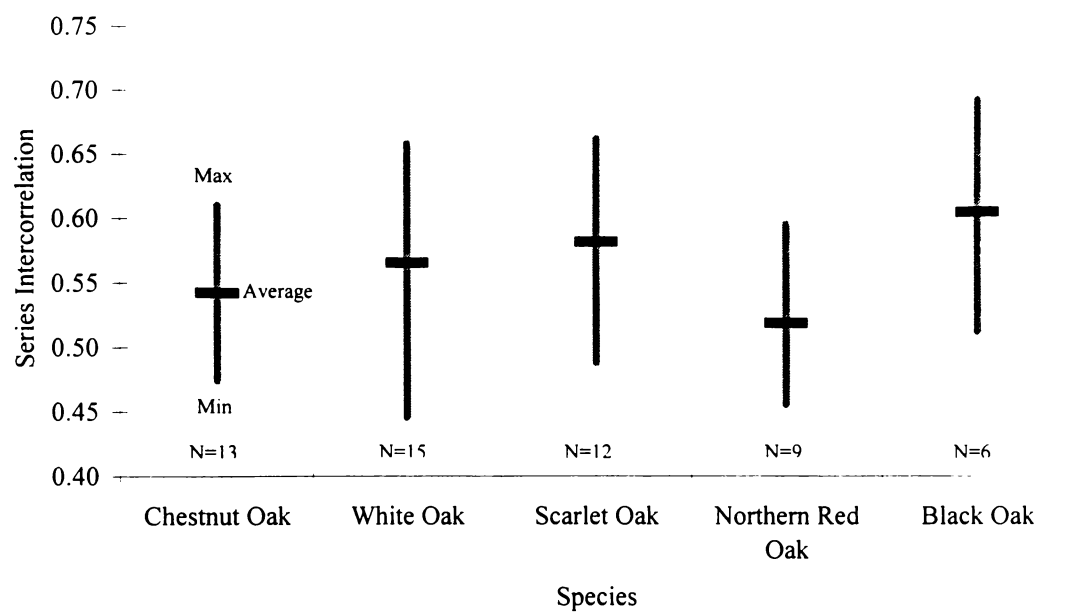 0.75
0.70
0.65
0.60
0.55
0.50
0.45
0.40
Series Intercorrelation
Max
Average
Min
N=13
N=15
N=12
N=9
N=6
Chestnut Oak
White Oak
Scarlet Oak
Northern Red
Oak
Black Oak
Species